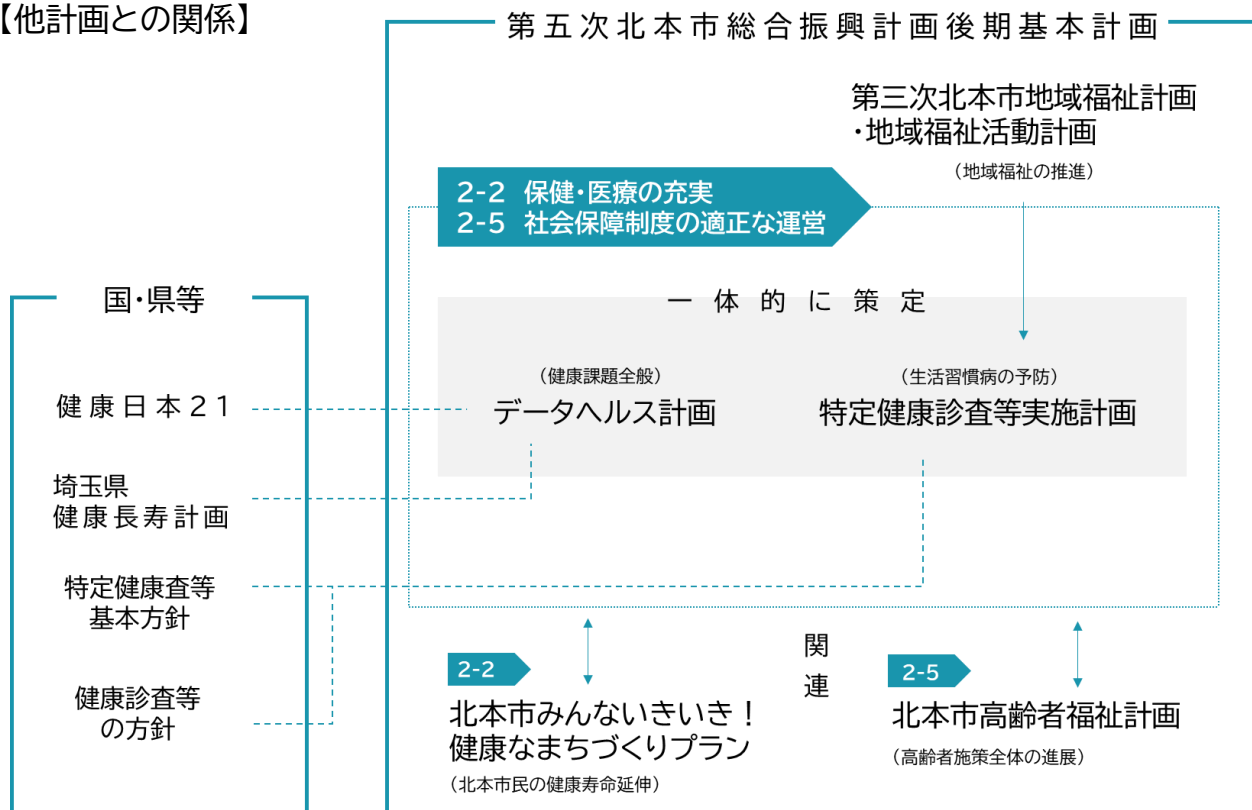 【他計画との関係】
第五次北本市総合振興計画後期基本計画
第三次北本市地域福祉計画
・地域福祉活動計画
（地域福祉の推進）
2-2 保健・医療の充実
2-5 社会保障制度の適正な運営
国・県等
一体的に策定
（健康課題全般）
データヘルス計画
（生活習慣病の予防）
特定健康診査等実施計画
健康日本21
埼玉県
健康長寿計画
特定健康査等
基本方針
健康診査等
の方針
関
連
2-2
北本市みんないきいき！
健康なまちづくりプラン
（北本市民の健康寿命延伸）
2-5
北本市高齢者福祉計画
（高齢者施策全体の進展）